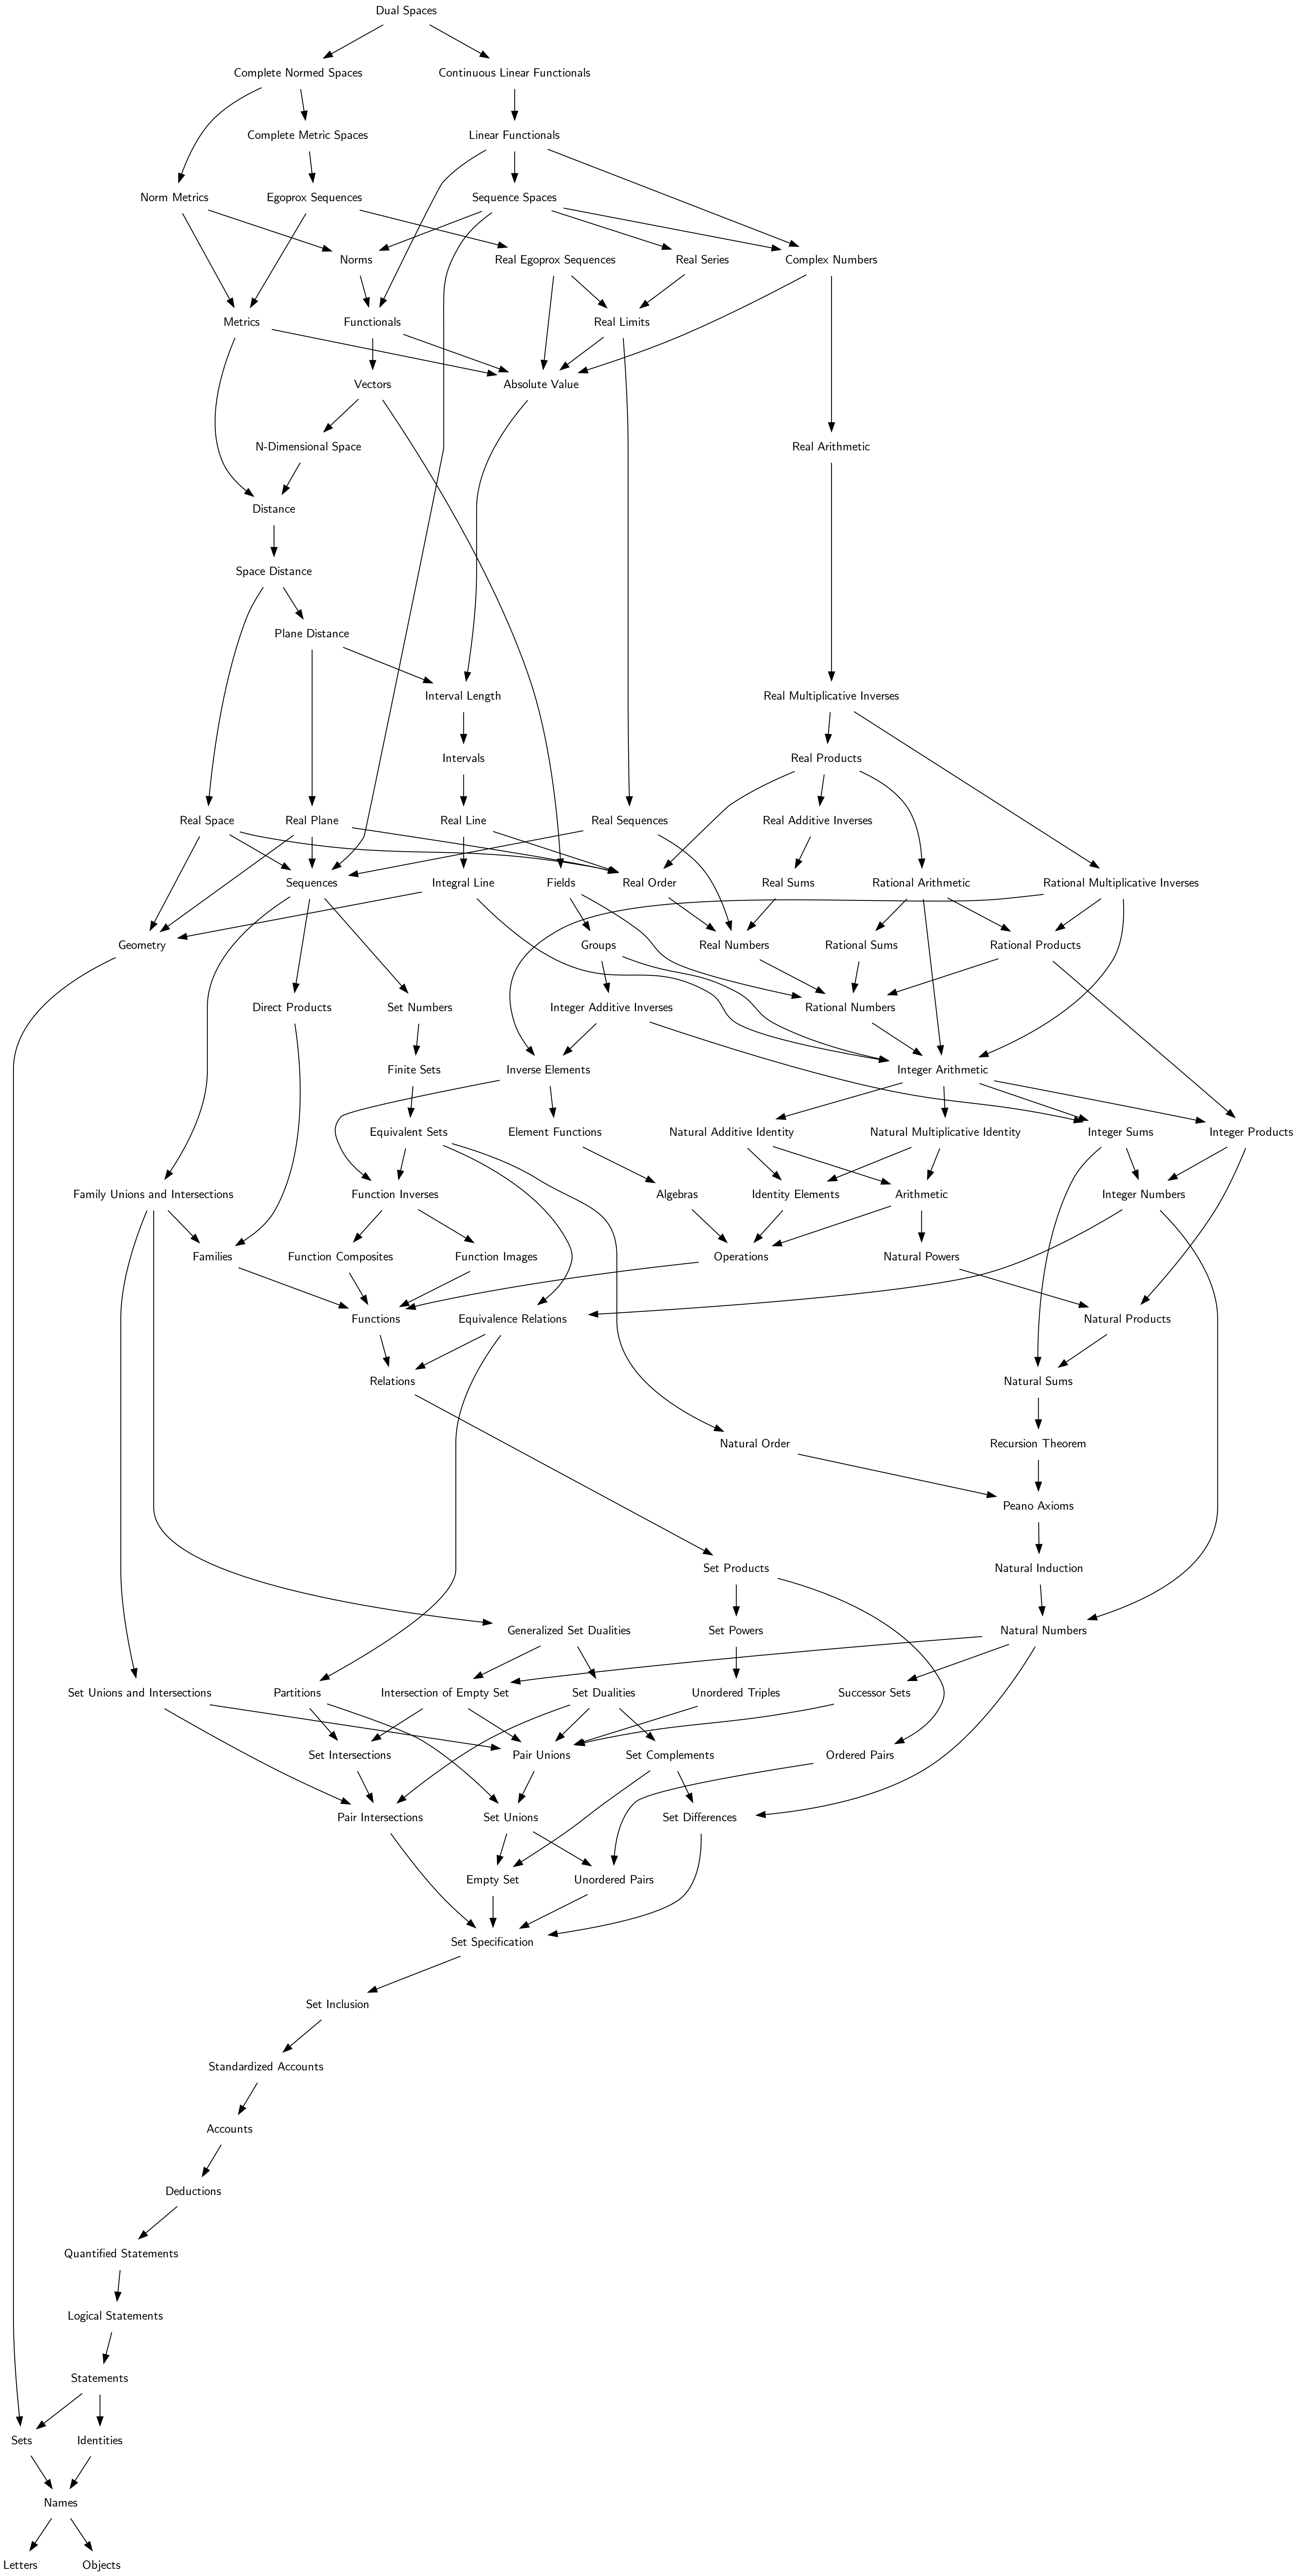 Dual Spaces
Complete Normed Spaces
Continuous Linear Functionals
Complete Metric Spaces
Linear Functionals
Norm Metrics
Egoprox Sequences
Sequence Spaces
Norms
Real Egoprox Sequences
Real Series
Complex Numbers
Metrics
Functionals
Real Limits
Vectors
Absolute Value
N-Dimensional Space
Real Arithmetic
Distance
Space Distance
Plane Distance
Interval Length
Real Multiplicative Inverses
Intervals
Real Products
Real Space
Real Plane
Real Line
Real Sequences
Real Additive Inverses
Sequences
Integral Line
Fields
Real Order
Real Sums
Rational Arithmetic
Rational Multiplicative Inverses
Geometry
Groups
Real Numbers
Rational Sums
Rational Products
Direct Products
Set Numbers
Integer Additive Inverses
Rational Numbers
Finite Sets
Inverse Elements
Integer Arithmetic
Equivalent Sets
Element Functions
Natural Additive Identity
Natural Multiplicative Identity
Integer Sums
Integer Products
Family Unions and Intersections
Function Inverses
Algebras
Identity Elements
Arithmetic
Integer Numbers
Families
Function Composites
Function Images
Operations
Natural Powers
Functions
Equivalence Relations
Natural Products
Relations
Natural Sums
Natural Order
Recursion Theorem
Peano Axioms
Set Products
Natural Induction
Generalized Set Dualities
Set Powers
Natural Numbers
Set Unions and Intersections
Partitions
Intersection of Empty Set
Set Dualities
Unordered Triples
Successor Sets
Set Intersections
Pair Unions
Set Complements
Ordered Pairs
Pair Intersections
Set Unions
Set Differences
Empty Set
Unordered Pairs
Set Specification
Set Inclusion
Standardized Accounts
Accounts
Deductions
Quantified Statements
Logical Statements
Statements
Sets
Identities
Names
Letters
Objects